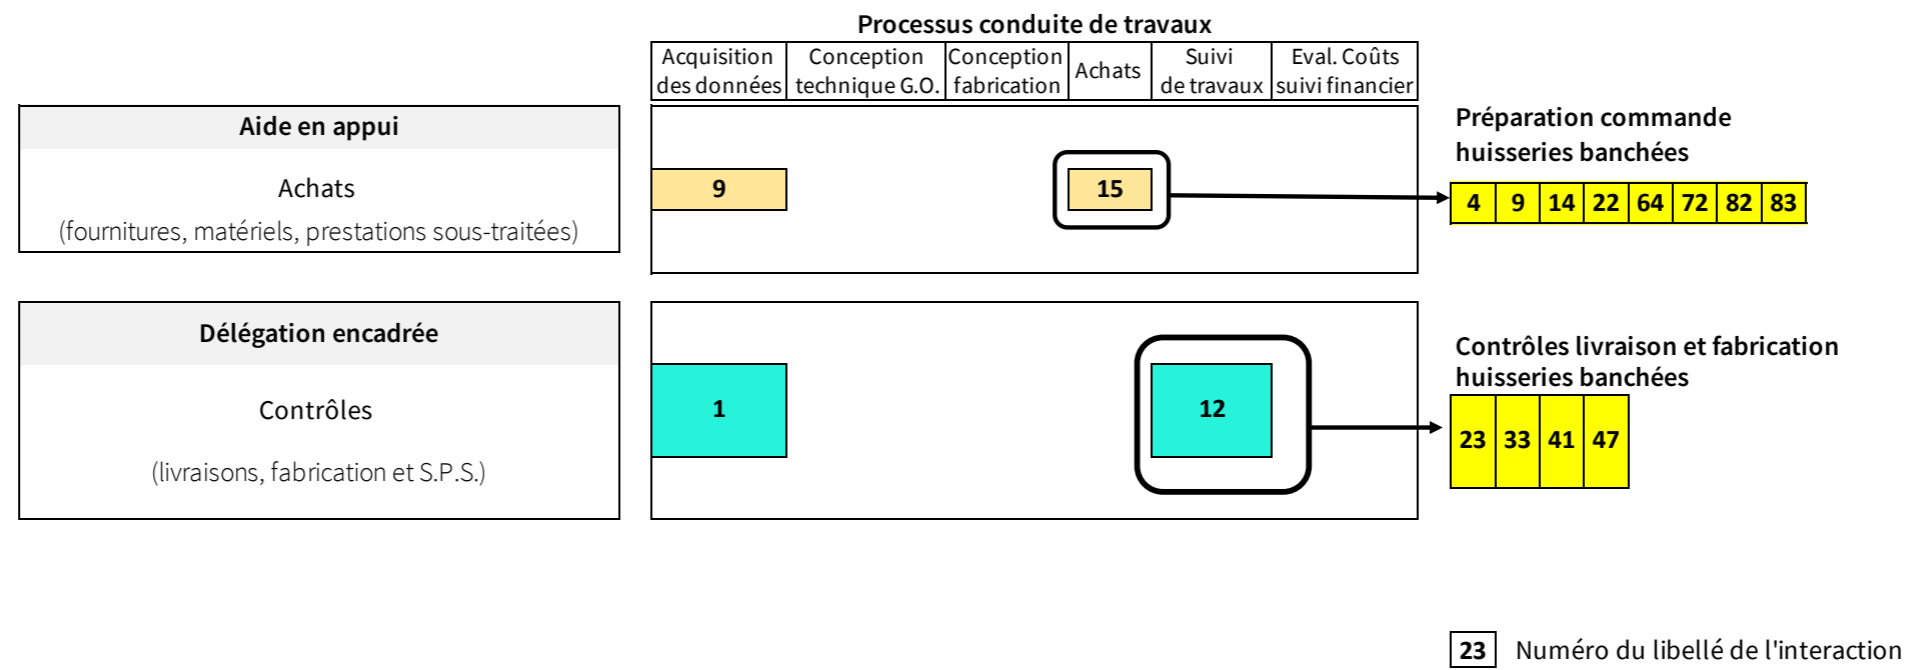 Processus conduite de travaux
Acquisition des données
Conception technique G.O.
Conception fabrication
Achats
Suivi de travaux
Eval. Coûts suivi financier
Aide en appui
Achats
(fournitures, matériels, prestations sous-traitées)
9
15
Préparation commande
huisseries banchées
4 9 14 22 64 72 82 83
Délégation encadrée
Contrôles
(livraisons, fabrication et S.P.S.)
1
12
Contrôles livraison et fabrication
huisseries banchées
23 33 41 47
23 Numéro du libellé de l'interaction